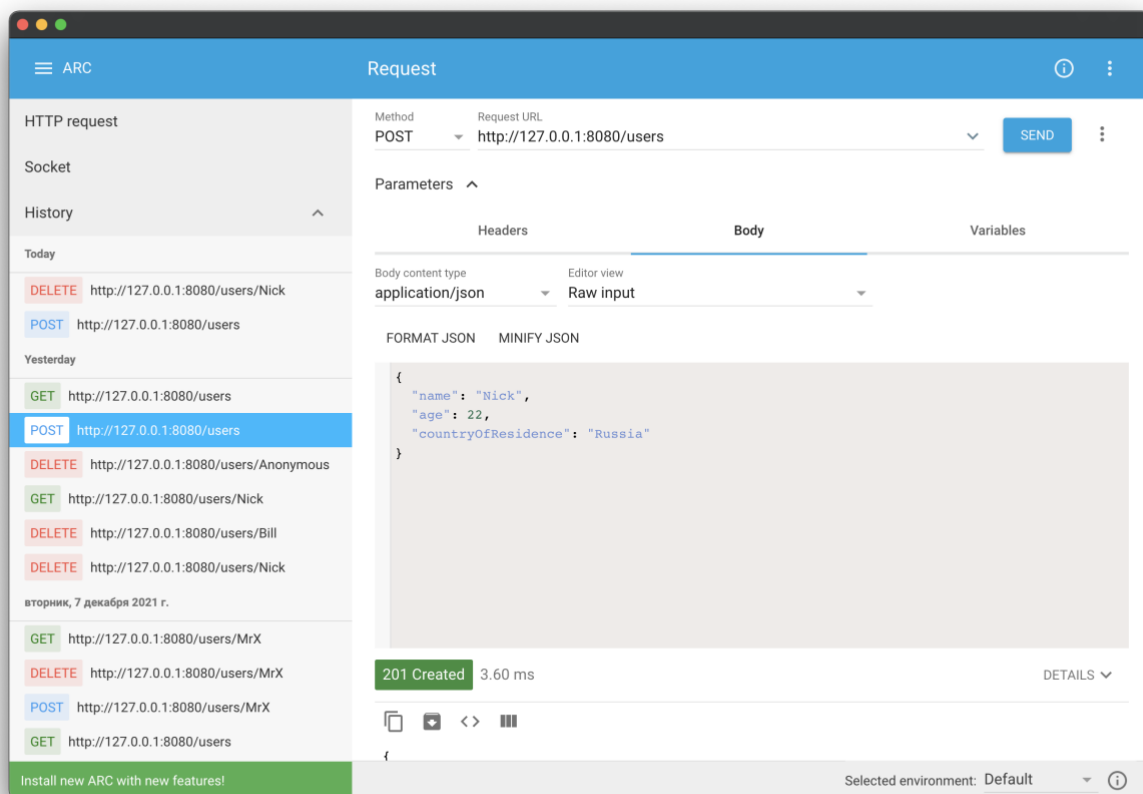 ARC
Request
HTTP request
Socket
History
Today
DELETE http://127.0.0.1:8080/users/Nick
POST http://127.0.0.1:8080/users
Yesterday
GET http://127.0.0.1:8080/users
POST http://127.0.0.1:8080/users
DELETE http://127.0.0.1:8080/users/Anonymous
GET http://127.0.0.1:8080/users/Nick
DELETE http://127.0.0.1:8080/users/Bill
DELETE http://127.0.0.1:8080/users/Nick
вторник, 7 декабря 2021 г.
GET http://127.0.0.1:8080/users/MrX
DELETE http://127.0.0.1:8080/users/MrX
POST http://127.0.0.1:8080/users/MrX
GET http://127.0.0.1:8080/users
Install new ARC with new features!
Method
POST
Request URL
http://127.0.0.1:8080/users
SEND
Parameters
Headers
Body
Variables
Body content type
application/json
Editor view
Raw input
FORMAT JSON
MINIFY JSON
{
"name": "Nick",
"age": 22,
"countryOfResidence": "Russia"
}
201 Created 3.60 ms
DETAILS
{
Selected environment: Default